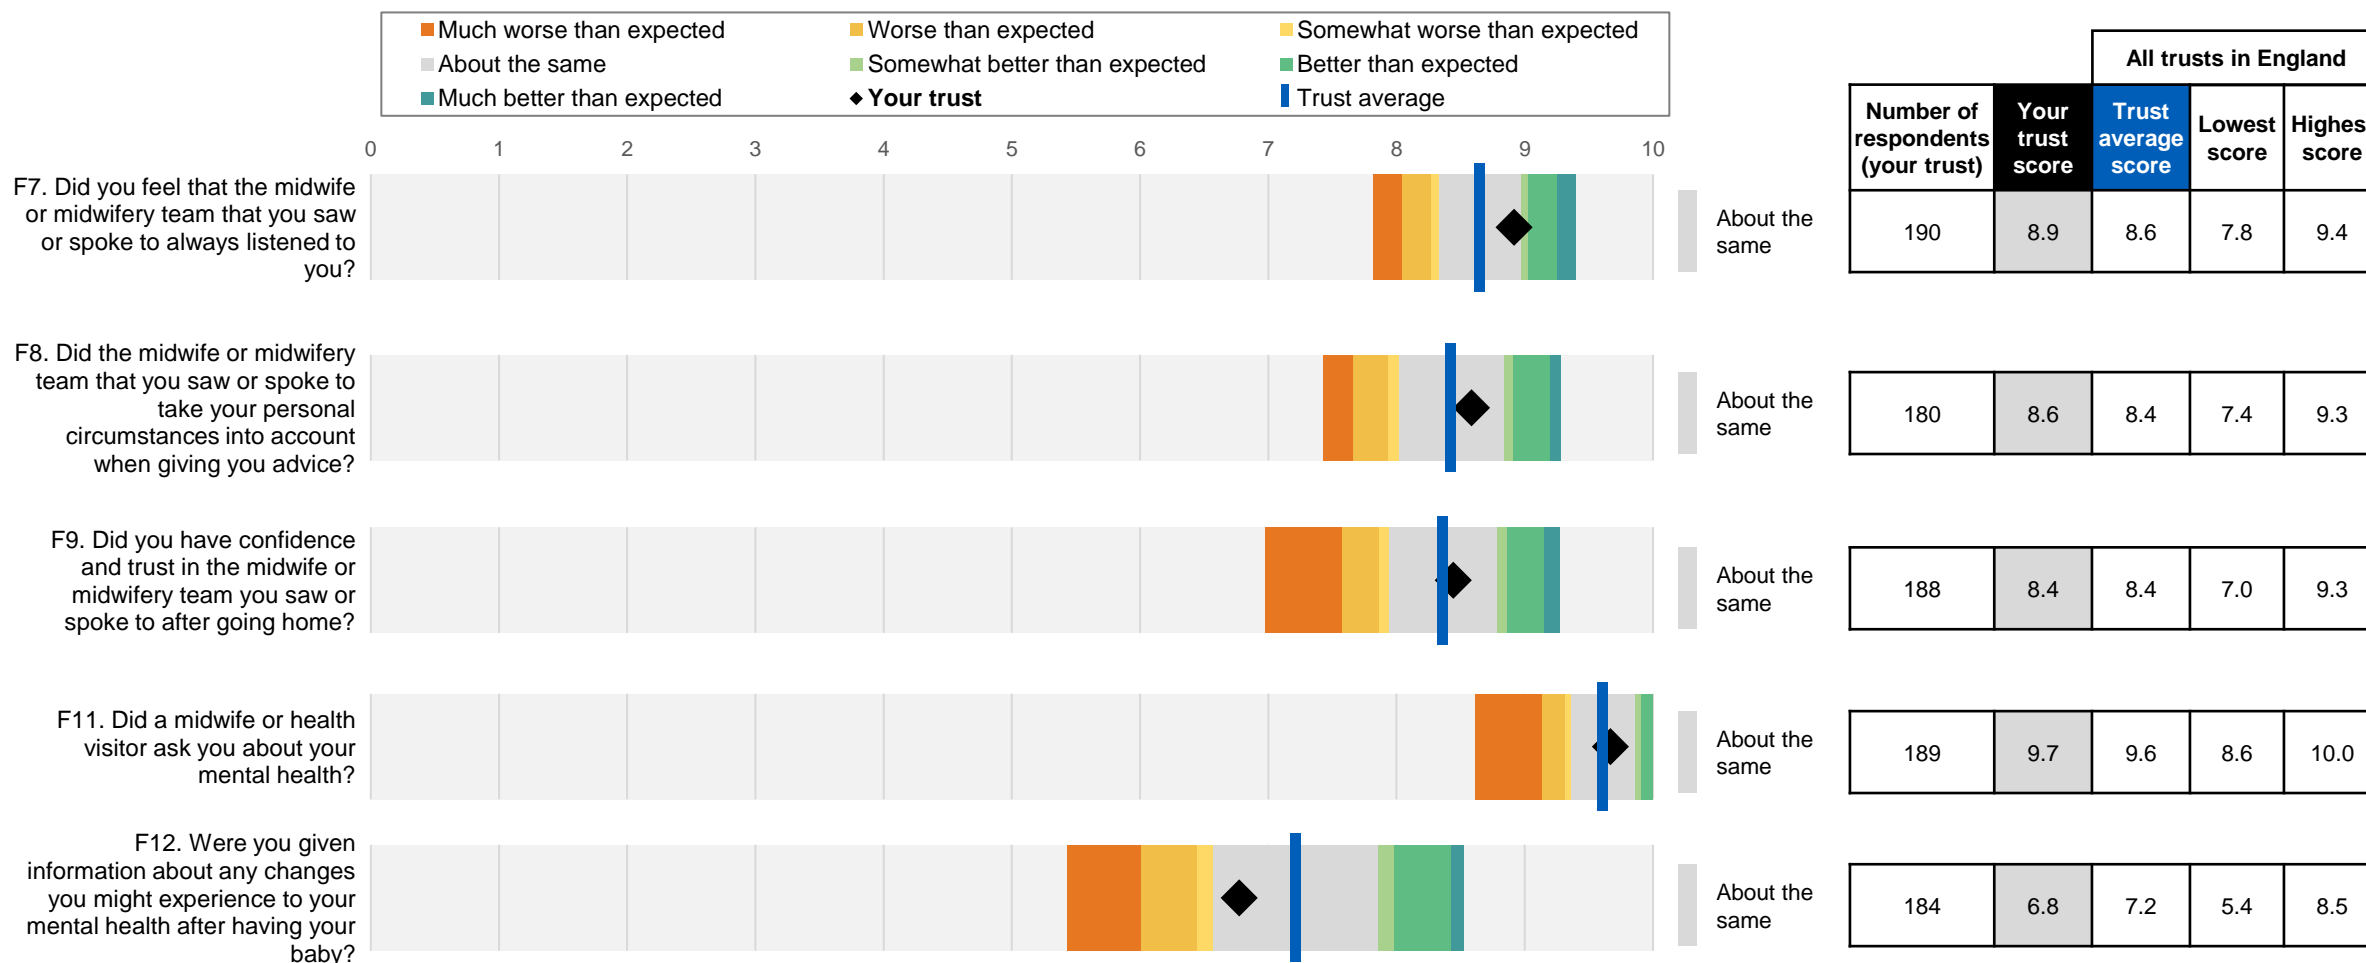 Much worse than expected
Worse than expected
Somewhat worse than expected
About the same
Somewhat better than expected
Better than expected
Much better than expected
Your trust
Trust average
All trusts in England
Number of respondents (your trust)
Your trust score
Trust average score
Lowest score
Highes score
0 1 2 3 4 5 6 7 8 9 10
F7. Did you feel that the midwife
or midwifery team that you saw
or spoke to always listened to
you?
About the
same
190 8.9 8.6 7.8 9.4
F8. Did the midwife or midwifery
team that you saw or spoke to
take your personal
circumstances into account
when giving you advice?
About the
same
180 8.6 8.4 7.4 9.3
F9. Did you have confidence
and trust in the midwife or
midwifery team you saw or
spoke to after going home?
About the
same
188 8.4 8.4 7.0 9.3
F11. Did a midwife or health
visitor ask you about your
mental health?
About the
same
189 9.7 9.6 8.6 10.0
F12. Were you given
information about any changes
you might experience to your
mental health after having your
baby?
About the
same
184 6.8 7.2 5.4 8.5